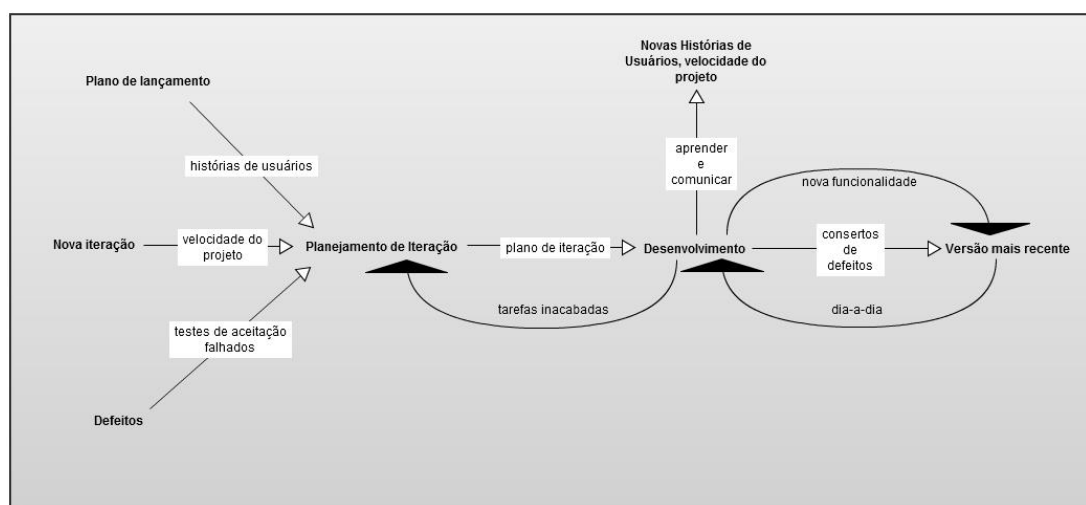 Novas Histórias de
Usuários, velocidade do
projeto
Plano de lançamento
aprender
e
comunicar
histórias de usuários
nova funcionalidade
Nova iteração
velocidade do
projeto
Planejamento de Iteração
plano de iteração
Desenvolvimento
consertos
de
defeitos
Versão mais recente
tarefas inacabadas
dia-a-dia
testes de aceitação
falhados
Defeitos